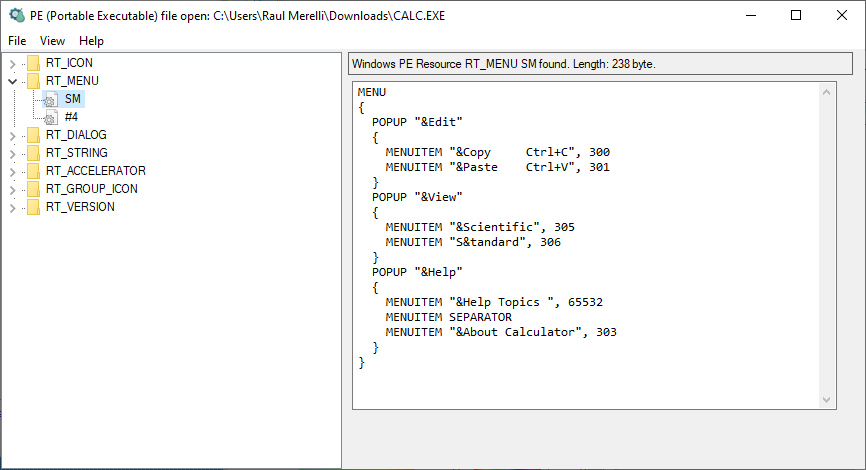 PE (Portable Executable) file open: C:\Users\Raul Merelli\Downloads\CALC.EXE
File View Help
RT_ICON
RT_MENU
SM
#4
RT_DIALOG
RT_STRING
RT_ACCELERATOR
RT_GROUP_ICON
RT_VERSION
Windows PE Resource RT_MENU SM found. Length: 238 byte.
MENU
{
  POPUP "&Edit"
  {
    MENUITEM "&Copy     Ctrl+C", 300
    MENUITEM "&Paste    Ctrl+V", 301
  }
  POPUP "&View"
  {
    MENUITEM "&Scientific", 305
    MENUITEM "S&tandard", 306
  }
  POPUP "&Help"
  {
    MENUITEM "&Help Topics ", 65532
    MENUITEM SEPARATOR
    MENUITEM "&About Calculator", 303
  }
}